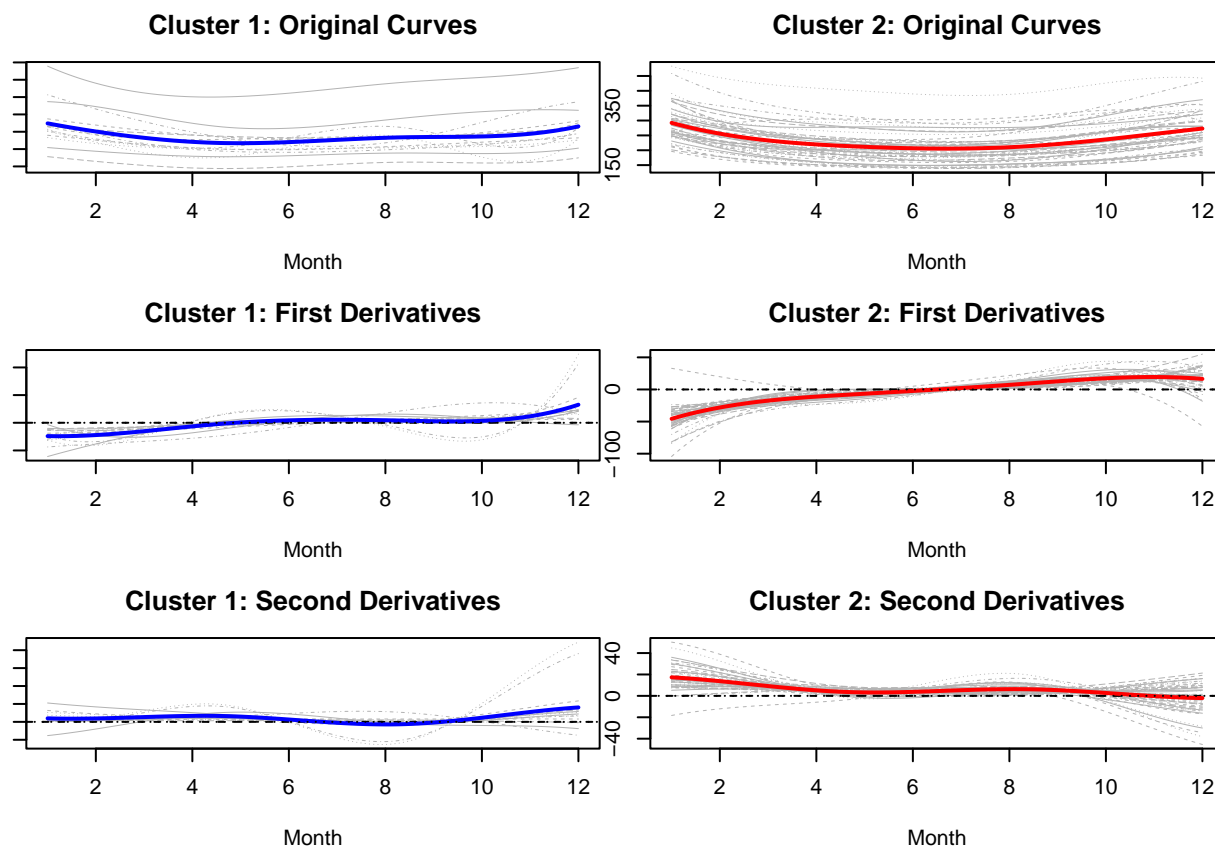 Cluster 1: Original Curves
2 4 6 8 10 12
Month
Cluster 2: Original Curves
150 350
2 4 6 8 10 12
Month
Cluster 1: First Derivatives
2 4 6 8 10 12
Month
Cluster 2: First Derivatives
−100 0
2 4 6 8 10 12
Month
Cluster 1: Second Derivatives
2 4 6 8 10 12
Month
Cluster 2: Second Derivatives
−40 0 40
2 4 6 8 10 12
Month